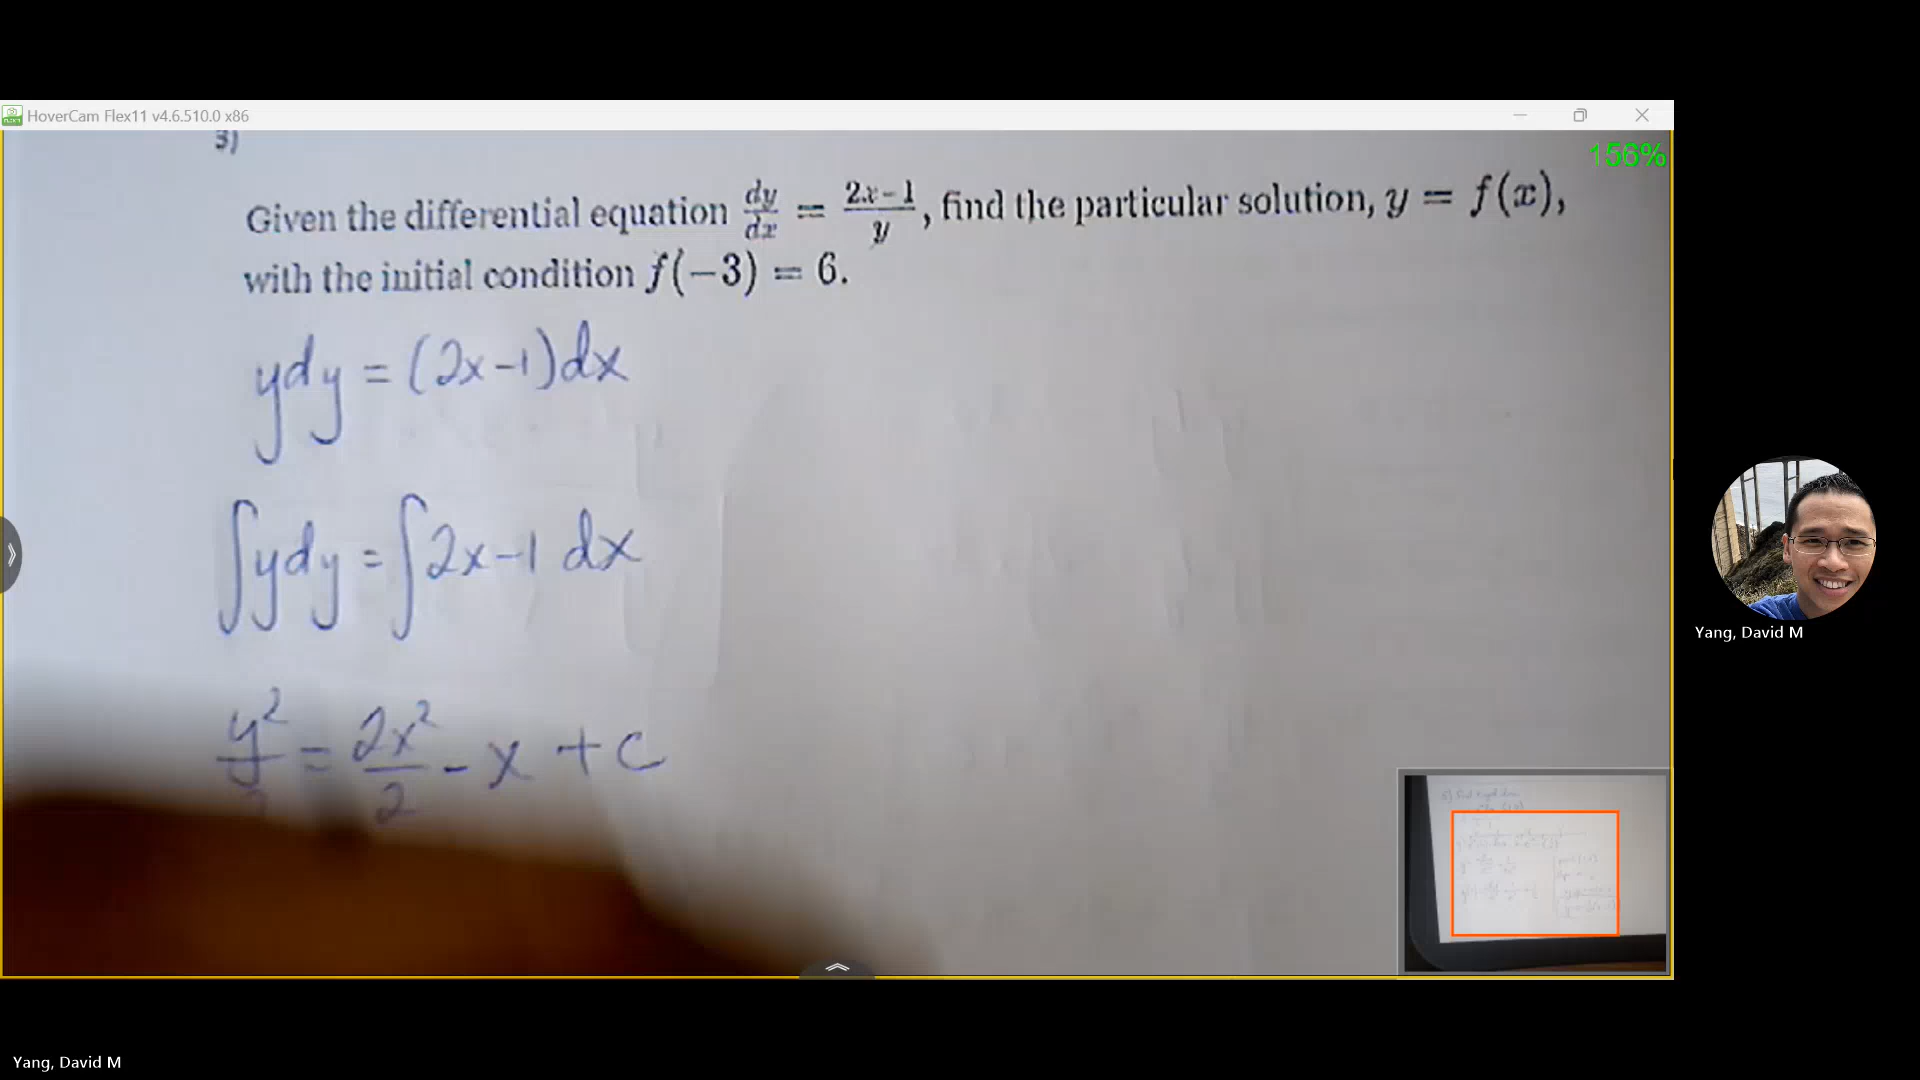 HoverCam Flex11 v4.6.510.0 x86
3)
156%
Given the differential equation dy/dx = 2x-1/y, find the particular solution, y = f(x),
with the initial condition f(-3) = 6.
ydy = (2x-1)dx
∫ydy = ∫2x-1 dx
y²/2 = 2x²/2 - x + c
Yang, David M
Yang, David M